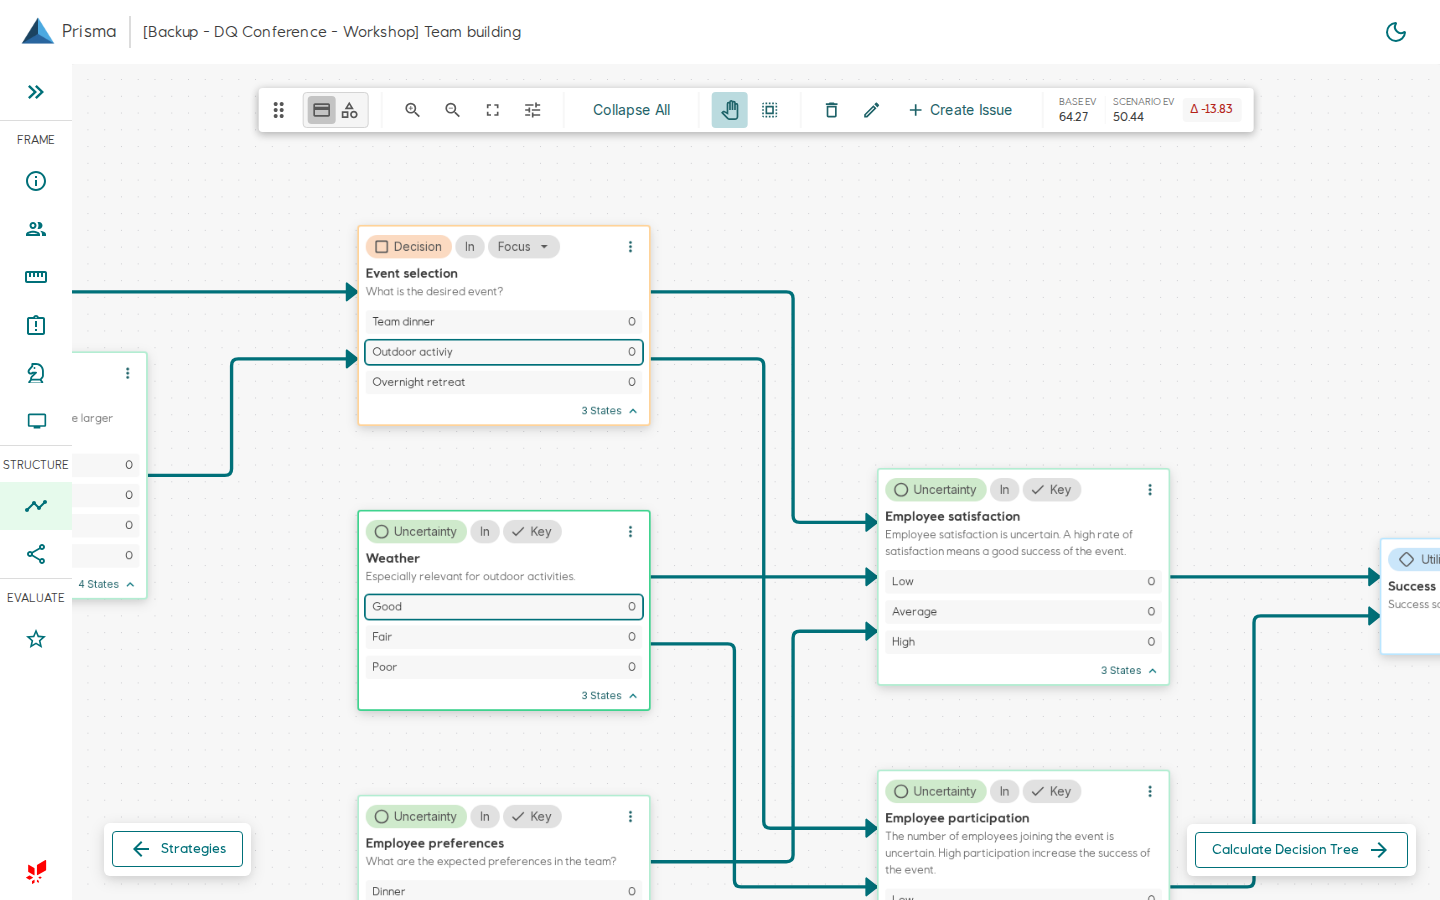 Prisma
[Backup - DQ Conference - Workshop] Team building
FRAME
STRUCTURE
EVALUATE
Collapse All
Create Issue
BASE EV
64.27
SCENARIO EV
50.44
Δ -13.83
e larger
0
0
0
0
4 States
Decision
In
Focus
Event selection
What is the desired event?
Team dinner 0
Outdoor activiy 0
Overnight retreat 0
3 States
Uncertainty
In
Key
Weather
Especially relevant for outdoor activities.
Good 0
Fair 0
Poor 0
3 States
Uncertainty
In
Key
Employee preferences
What are the expected preferences in the team?
Dinner 0
Uncertainty
In
Key
Employee satisfaction
Employee satisfaction is uncertain. A high rate of
satisfaction means a good success of the event.
Low 0
Average 0
High 0
3 States
Uncertainty
In
Key
Employee participation
The number of employees joining the event is
uncertain. High participation increase the success of
the event.
Low 0
Utili
Success
Success sc
Strategies
Calculate Decision Tree